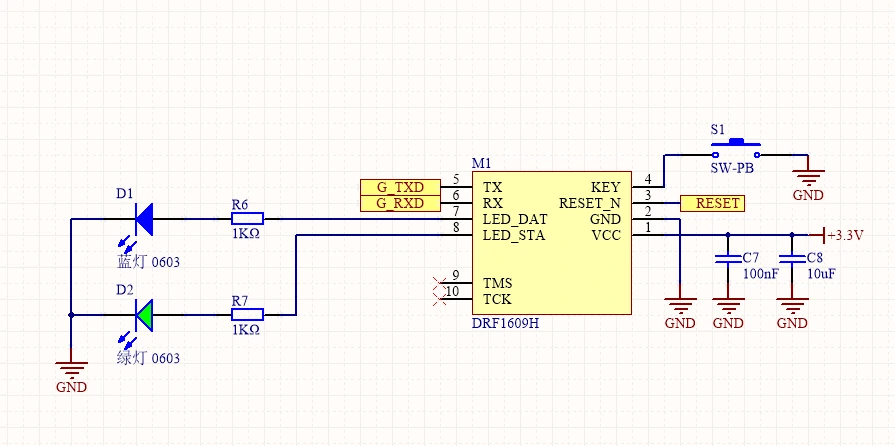 S1
SW-PB
GND
M1
G_TXD 5 TX KEY 4
G_RXD 6 RX RESET_N 3 RESET
7 LED_DAT GND 2
8 LED_STA VCC 1 +3.3V
9 TMS
10 TCK
DRF1609H
D1
R6
1KΩ
蓝灯 0603
D2
R7
1KΩ
绿灯 0603
GND
C7
100nF
C8
10uF
GND
GND
GND